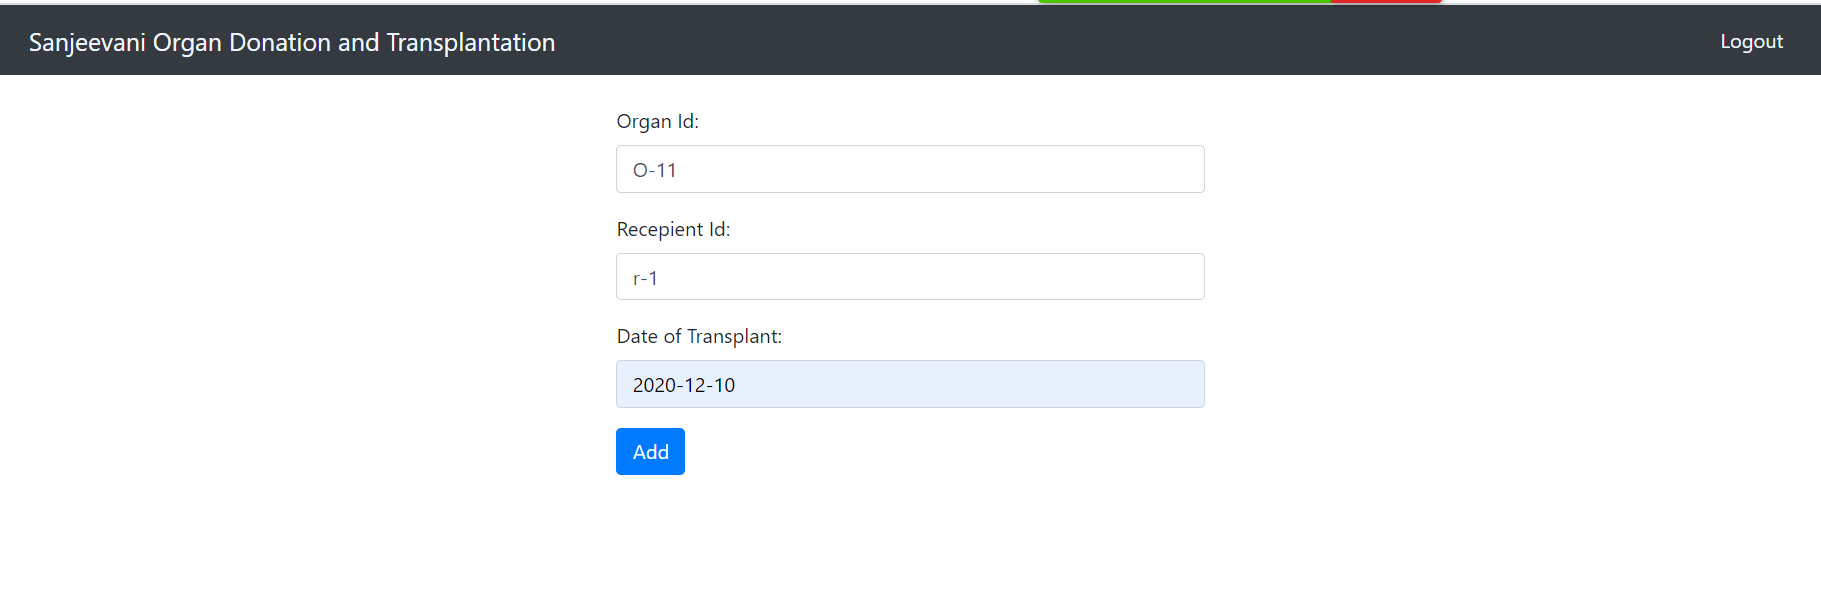 Sanjeevani Organ Donation and Transplantation Logout
Organ Id:
O-11
Recepient Id:
r-1
Date of Transplant:
2020-12-10
Add